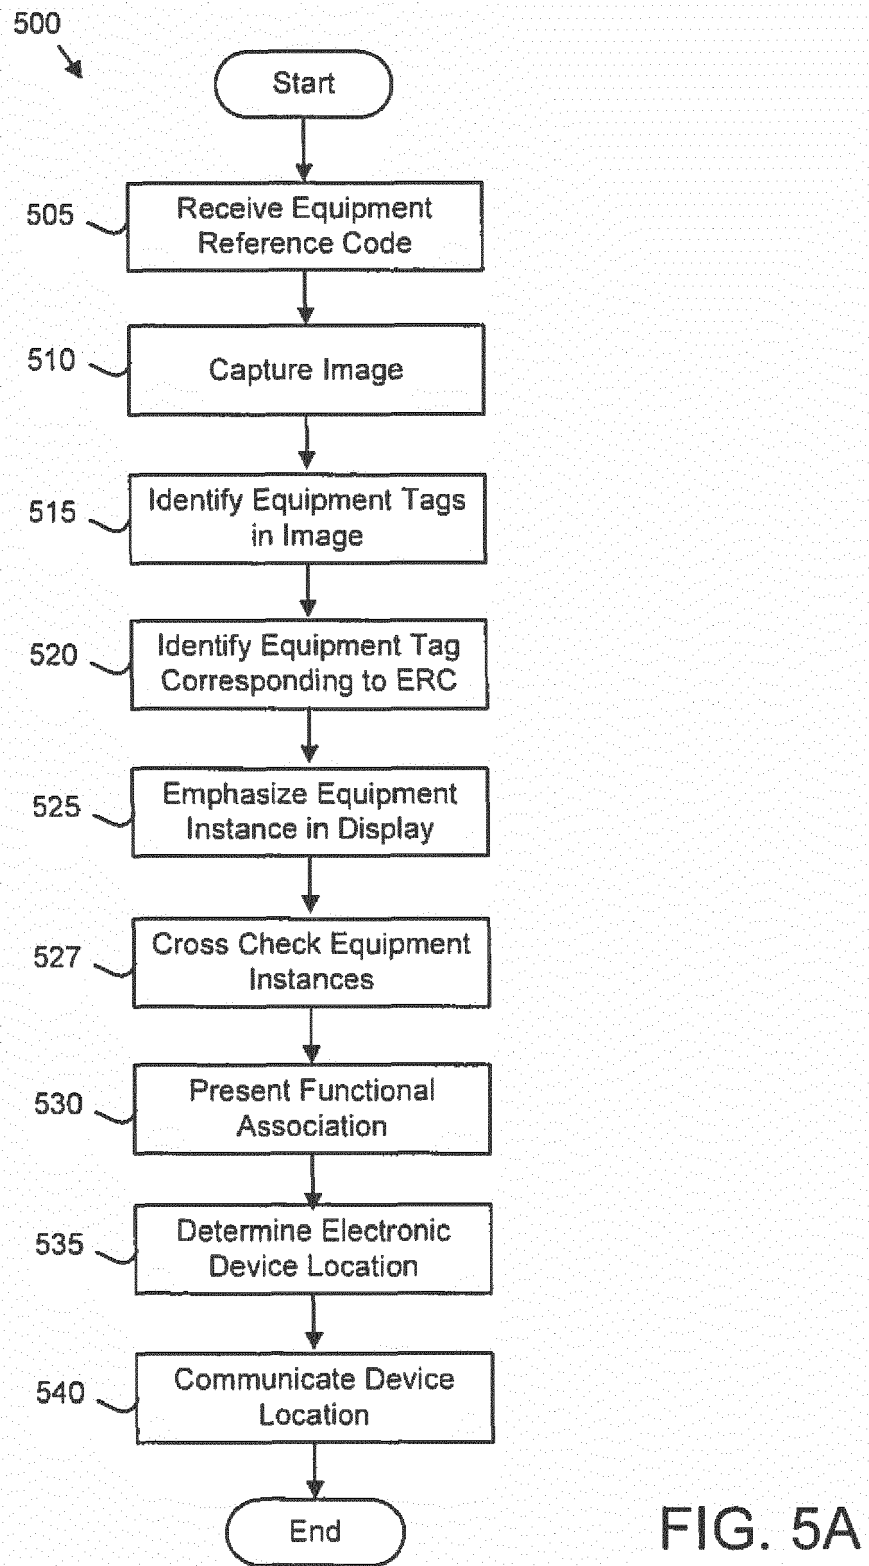 500
Start
505
Receive Equipment
Reference Code
510
Capture Image
515
Identify Equipment Tags
in Image
520
Identify Equipment Tag
Corresponding to ERC
525
Emphasize Equipment
Instance in Display
527
Cross Check Equipment
Instances
530
Present Functional
Association
535
Determine Electronic
Device Location
540
Communicate Device
Location
End
FIG. 5A